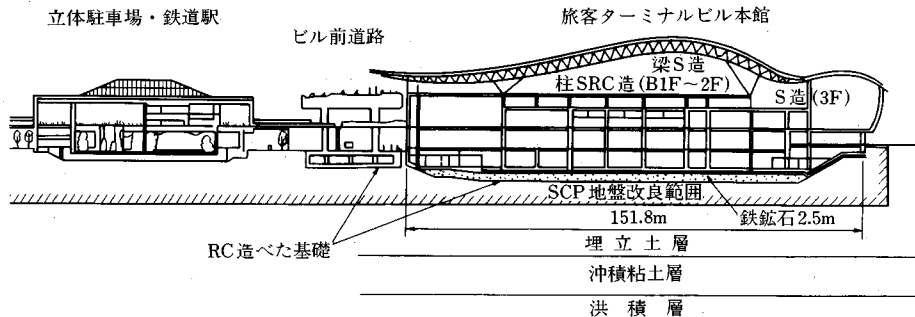 立体駐車場・鉄道駅
ビル前道路
旅客ターミナルビル本館
梁S造
柱SRC造(B1F～2F)
S造(3F)
SCP地盤改良範囲
鉄鉱石2.5m
151.8m
RC造べた基礎
埋立土層
沖積粘土層
洪積層